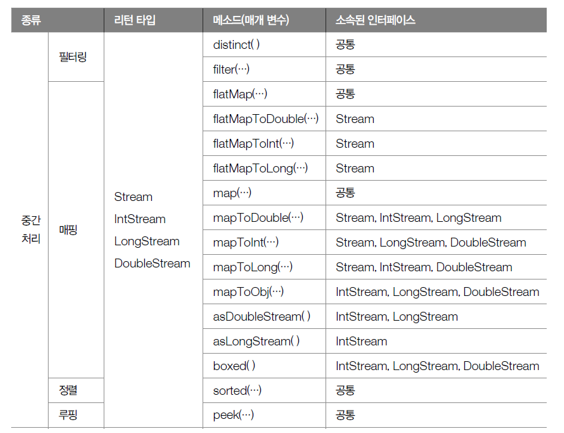 종류 리턴 타입 메소드(매개 변수) 소속된 인터페이스
중간
처리
필터링
Stream
IntStream
LongStream
DoubleStream
distinct( ) 공통
filter(…) 공통
매핑
flatMap(…) 공통
flatMapToDouble(…) Stream
flatMapToInt(…) Stream
flatMapToLong(…) Stream
map(…) 공통
mapToDouble(…) Stream, IntStream, LongStream
mapToInt(…) Stream, LongStream, DoubleStream
mapToLong(…) Stream, IntStream, DoubleStream
mapToObj(…) IntStream, LongStream, DoubleStream
asDoubleStream( ) IntStream, LongStream
asLongStream( ) IntStream
boxed( ) IntStream, LongStream, DoubleStream
정렬 sorted(…) 공통
루핑 peek(…) 공통